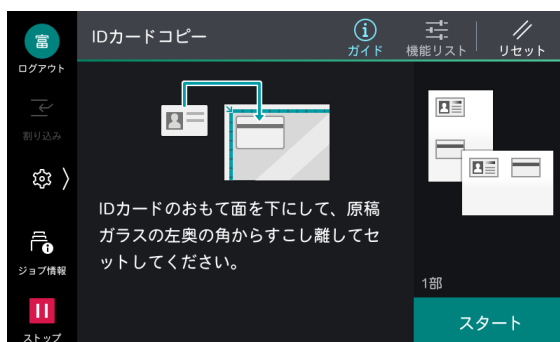 富
ログアウト
割り込み
ジョブ情報
ストップ
IDカードコピー
ガイド
機能リスト
リセット
IDカードのおもて面を下にして、原稿
ガラスの左奥の角からすこし離してセ
ットしてください。
1部
スタート